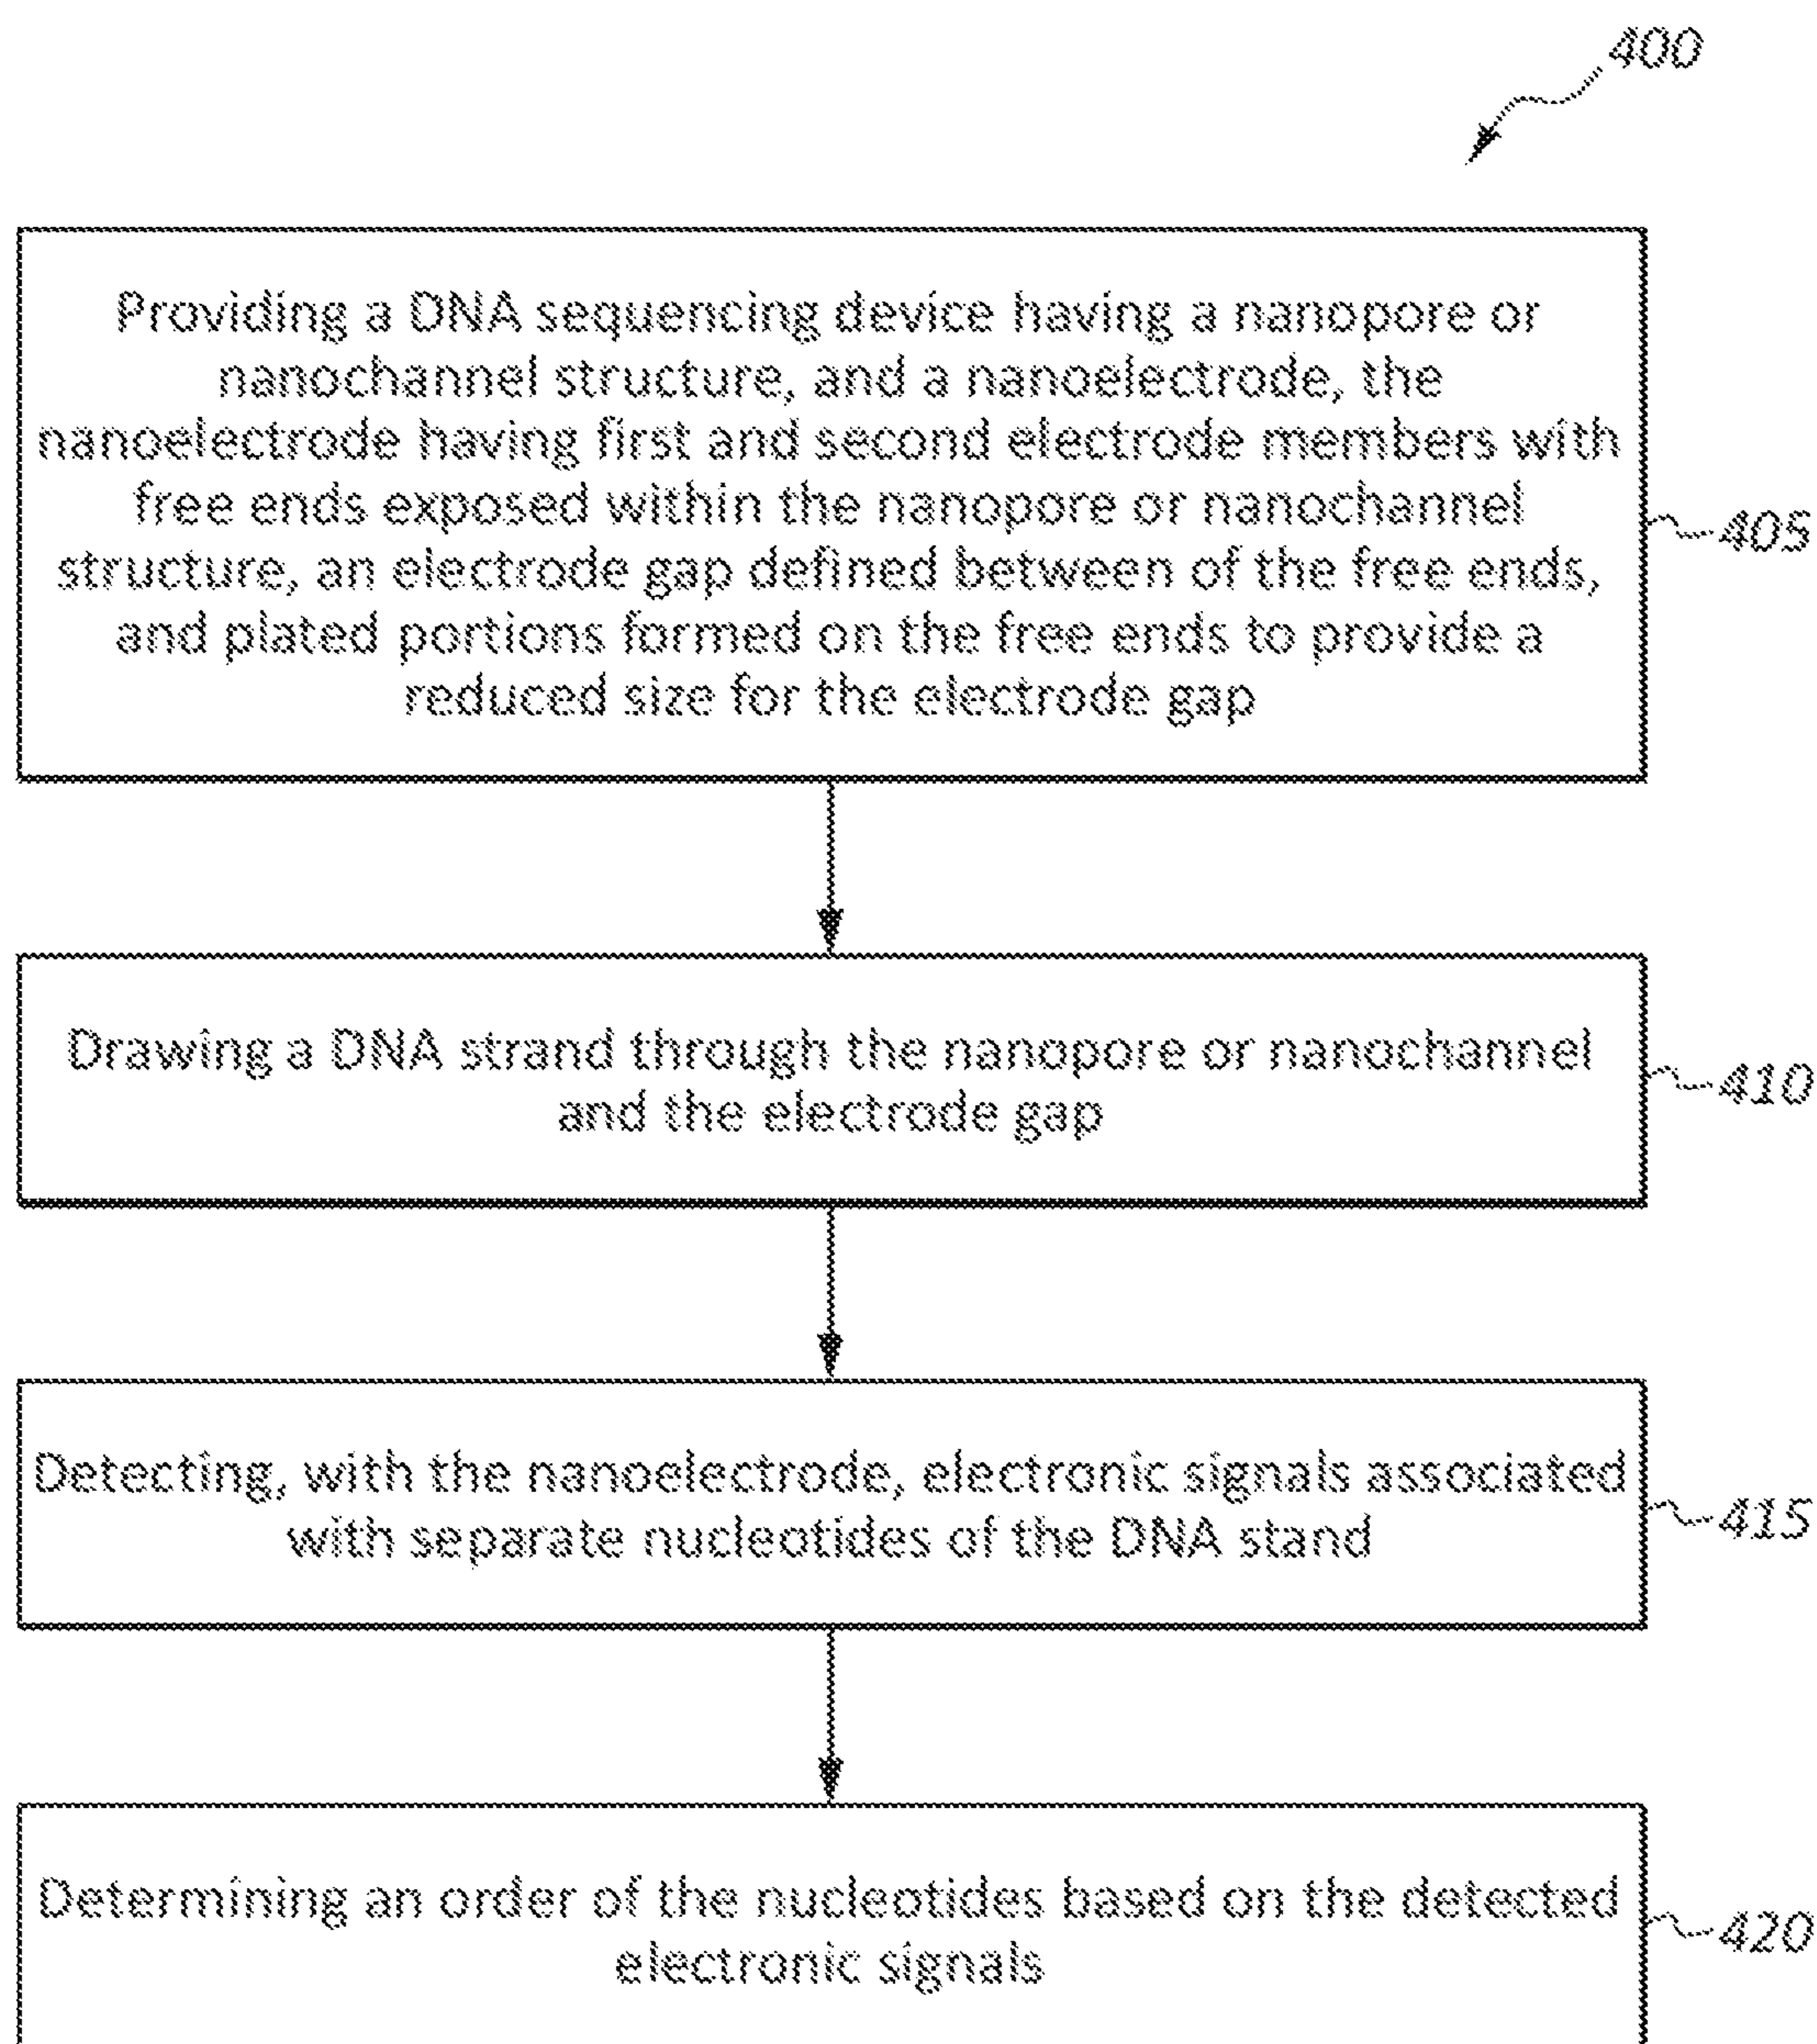 400
Providing a DNA sequencing device having a nanopore or
nanochannel structure, and a nanoelectrode, the
nanoelectrode having first and second electrode members with
free ends exposed within the nanopore or nanochannel
structure, an electrode gap defined between of the free ends,
and plated portions formed on the free ends to provide a
reduced size for the electrode gap
405
Drawing a DNA strand through the nanopore or nanochannel
and the electrode gap
410
Detecting, with the nanoelectrode, electronic signals associated
with separate nucleotides of the DNA stand
415
Determining an order of the nucleotides based on the detected
electronic signals
420